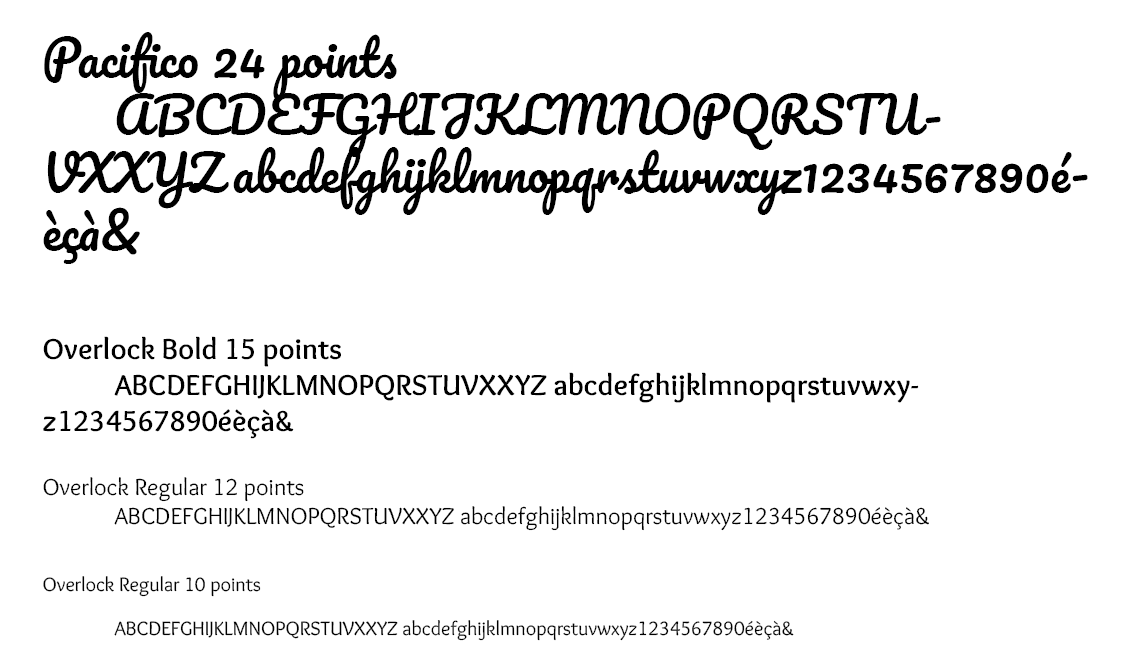 Pacifico 24 points
ABCDEFGHIJKLMNOPQRSTU-
VXXYZ abcdefghijklmnopqrstuvwxyz1234567890é-
èçà&
Overlock Bold 15 points
ABCDEFGHIJKLMNOPQRSTUVXXYZ abcdefghijklmnopqrstuvwxy-
z1234567890éèçà&
Overlock Regular 12 points
ABCDEFGHIJKLMNOPQRSTUVXXYZ abcdefghijklmnopqrstuvwxyz1234567890éèçà&
Overlock Regular 10 points
ABCDEFGHIJKLMNOPQRSTUVXXYZ abcdefghijklmnopqrstuvwxyz1234567890éèçà&